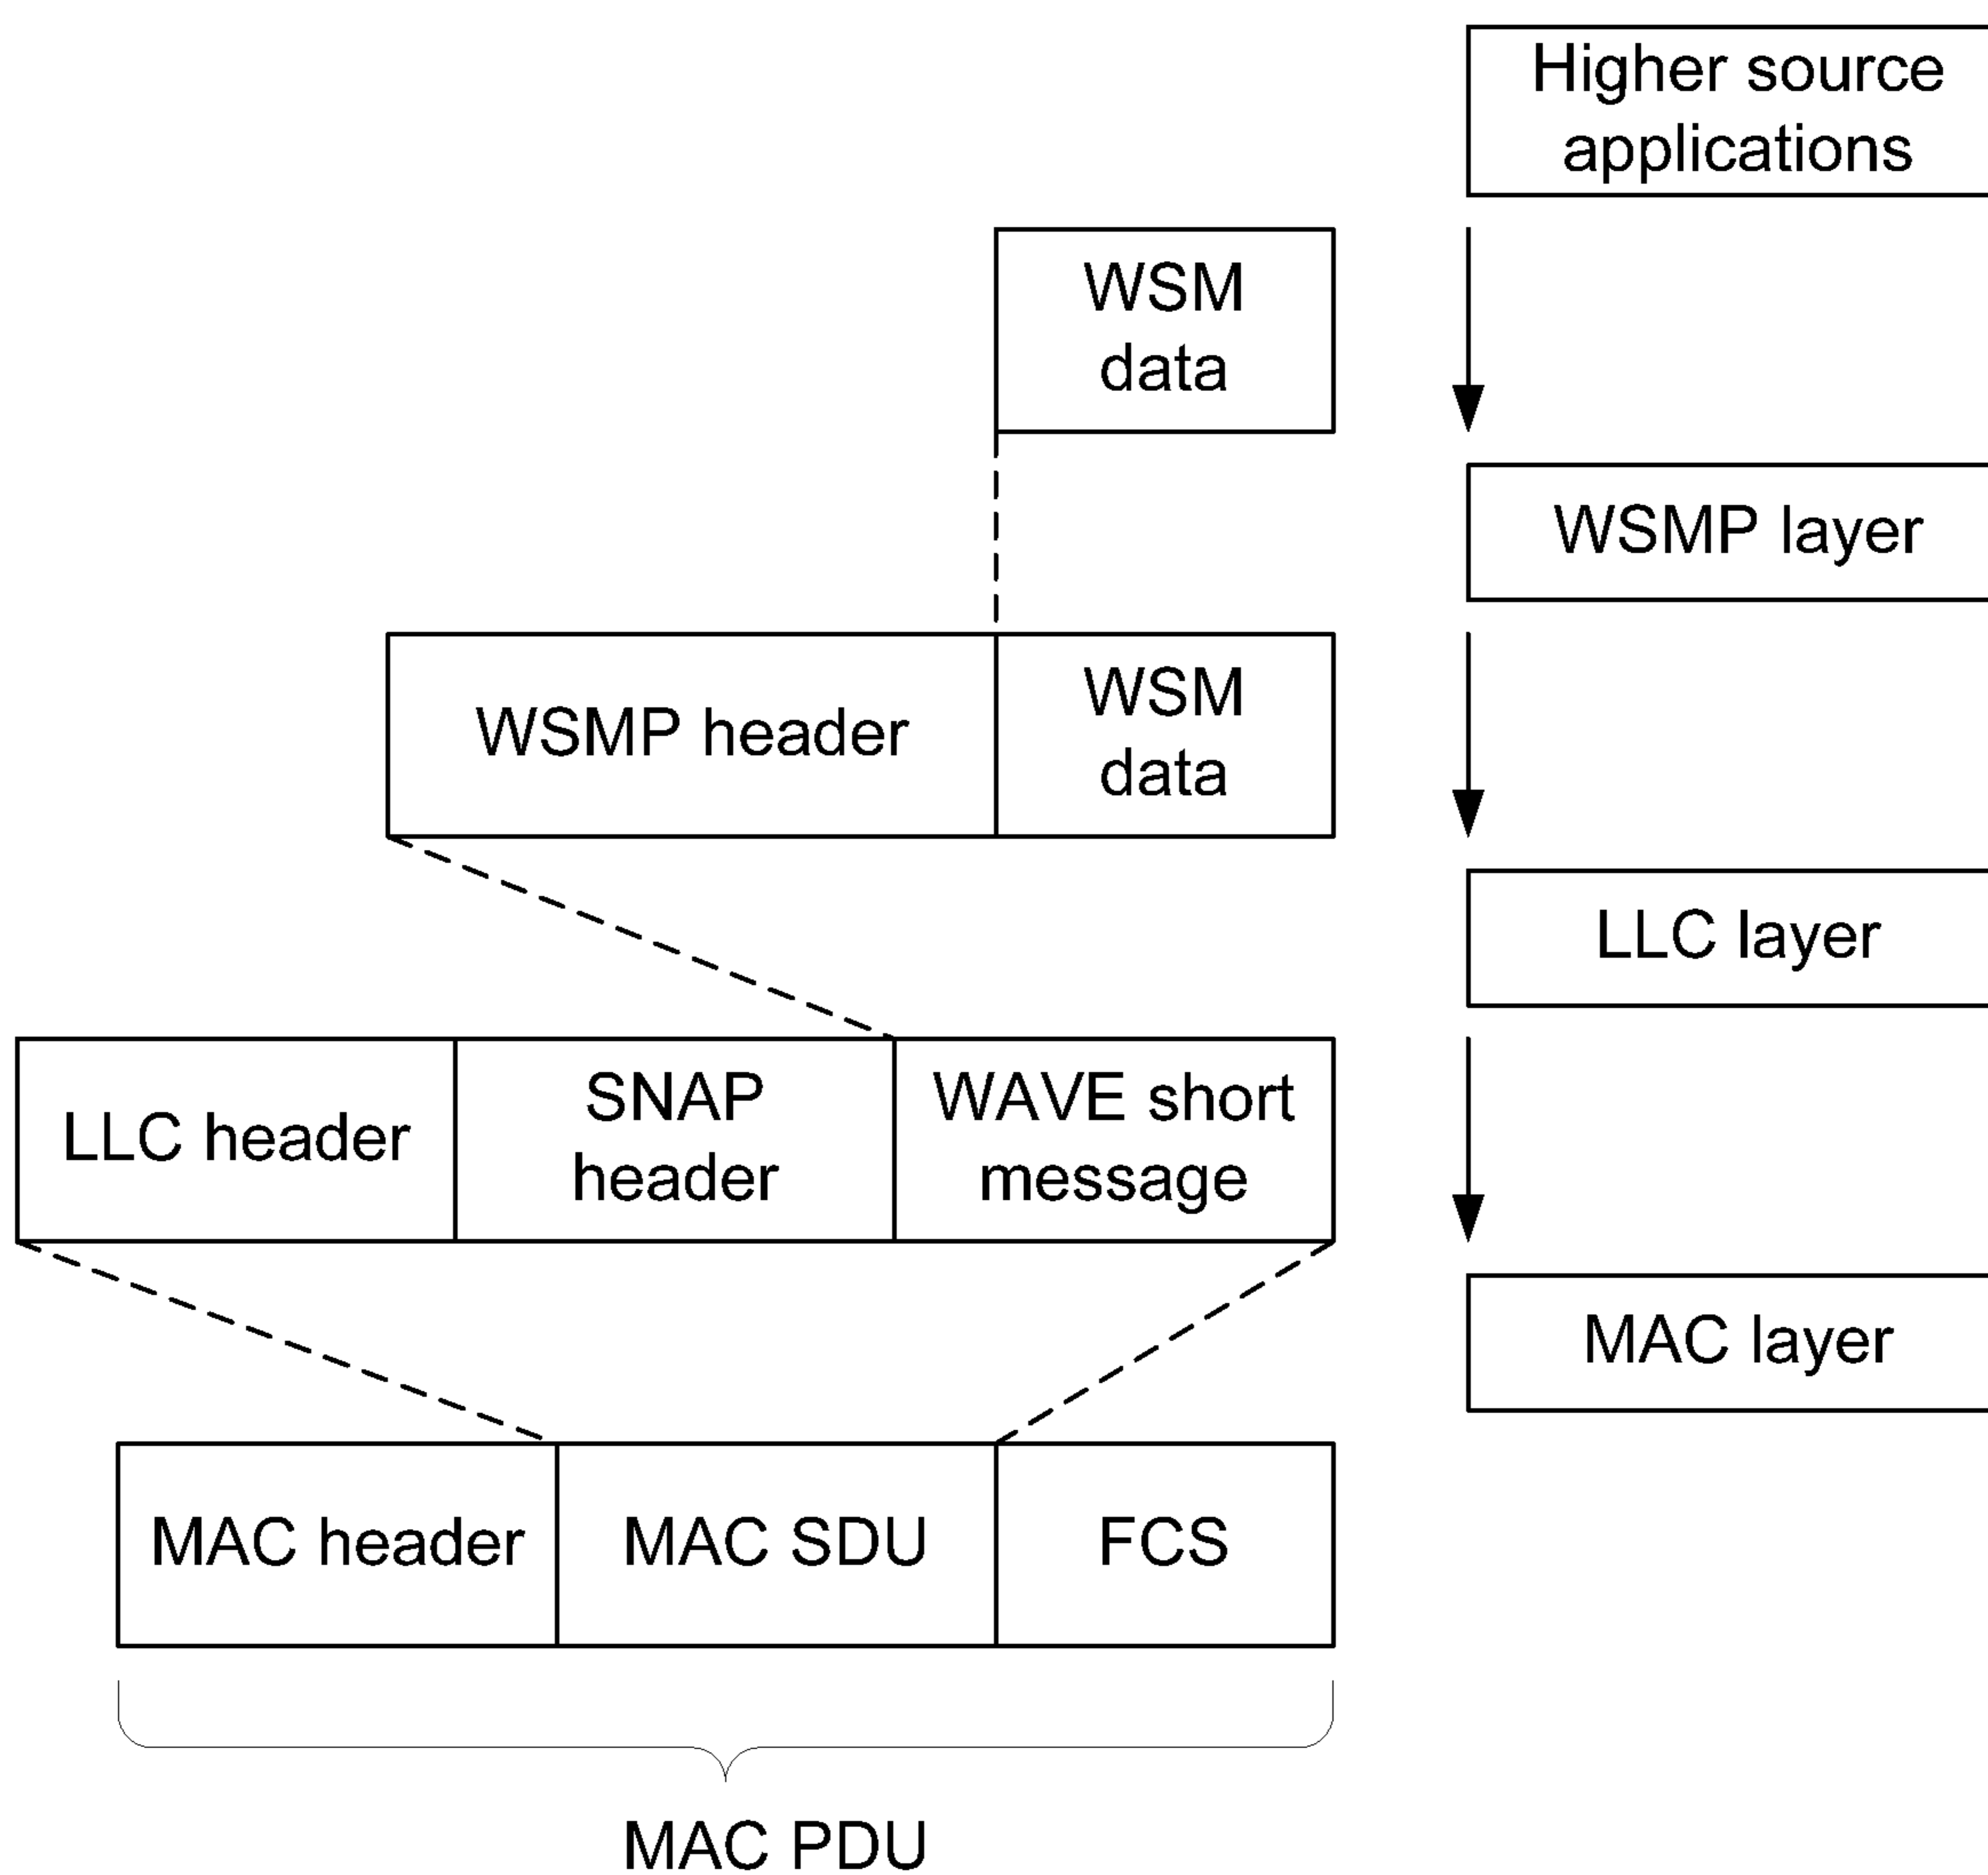 Higher source
applications
WSM
data
WSMP layer
WSMP header
WSM
data
LLC layer
LLC header
SNAP
header
WAVE short
message
MAC layer
MAC header
MAC SDU
FCS
MAC PDU